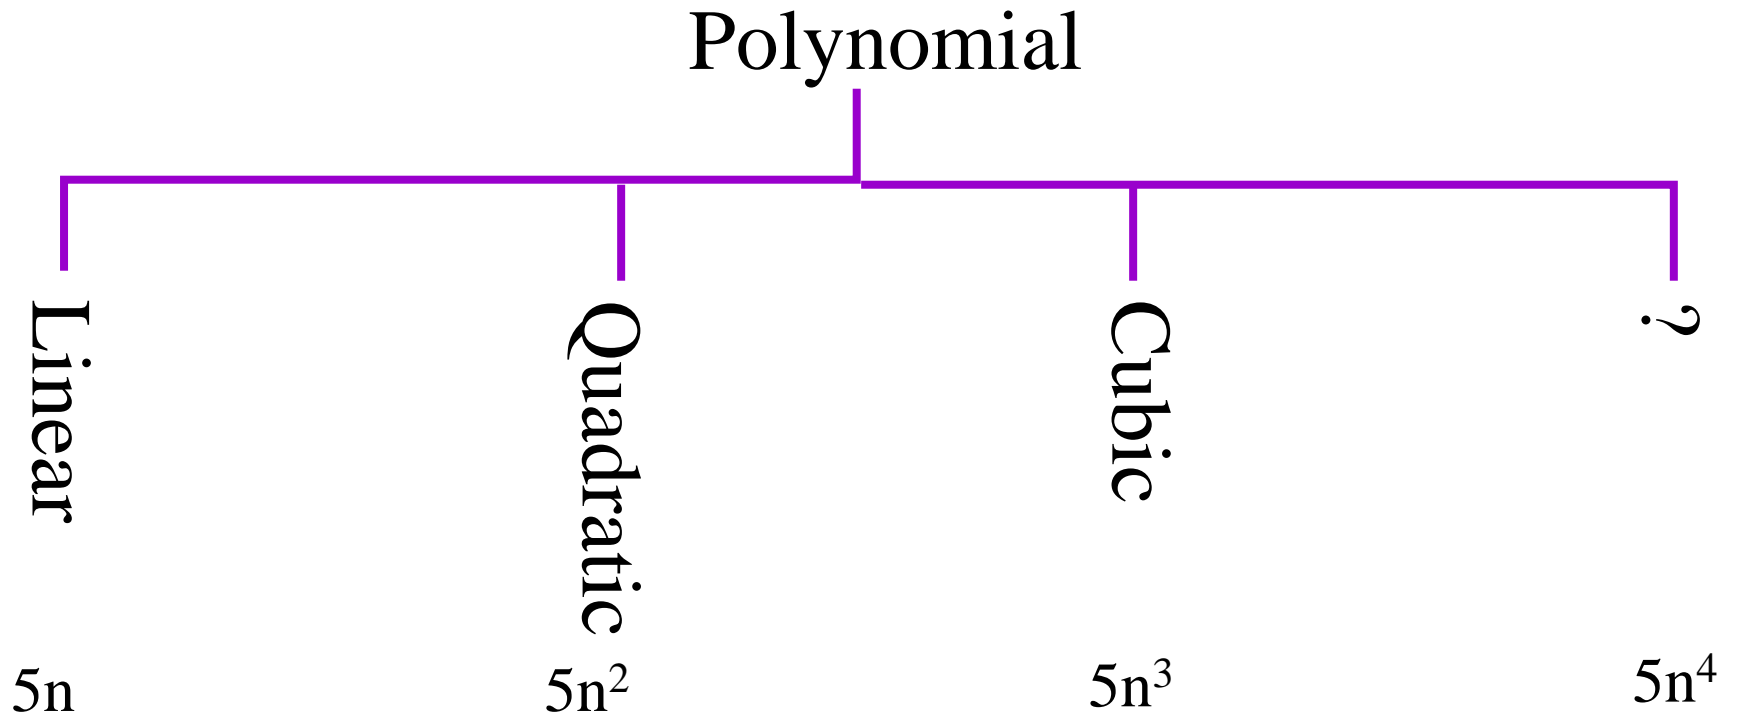 Polynomial
Linear
Quadratic
Cubic
?
5n
5n²
5n³
5n⁴